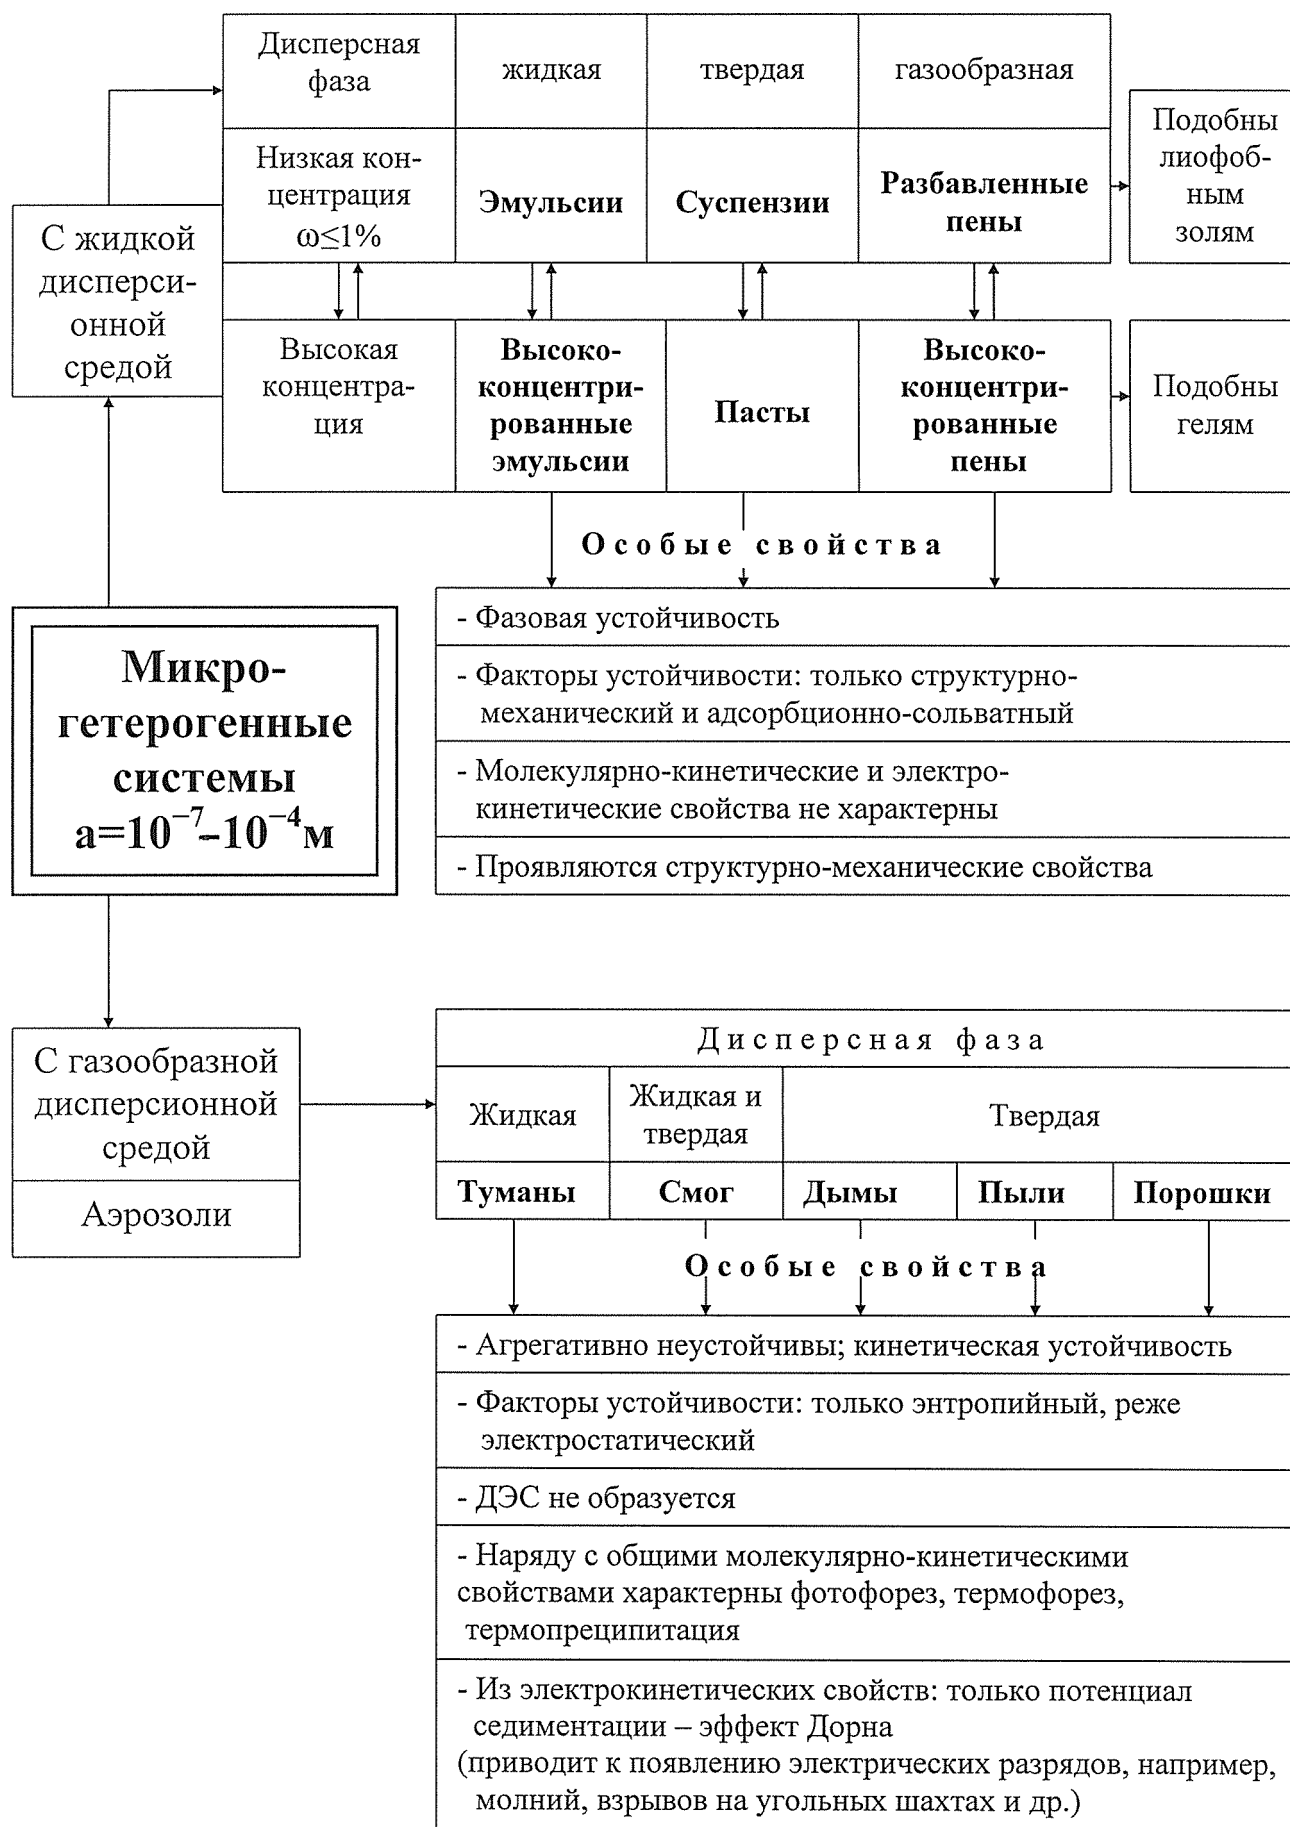 Дисперсная
фаза
жидкая
твердая
газообразная
Низкая кон-
центрация
ω≤1%
Эмульсии
Суспензии
Разбавленные
пены
Подобны
лиофоб-
ным
золям
С жидкой
дисперси-
онной
средой
Высокая
концентра-
ция
Высоко-
концентри-
рованные
эмульсии
Пасты
Высоко-
концентри-
рованные
пены
Подобны
гелям
Особые свойства
- Фазовая устойчивость
- Факторы устойчивости: только структурно-
механический и адсорбционно-сольватный
- Молекулярно-кинетические и электро-
кинетические свойства не характерны
- Проявляются структурно-механические свойства
Микро-
гетерогенные
системы
а=10⁻⁷–10⁻⁴м
С газообразной
дисперсионной
средой
Аэрозоли
Дисперсная фаза
Жидкая
Жидкая и
твердая
Твердая
Туманы
Смог
Дымы
Пыли
Порошки
Особые свойства
- Агрегативно неустойчивы; кинетическая устойчивость
- Факторы устойчивости: только энтропийный, реже
электростатический
- ДЭС не образуется
- Наряду с общими молекулярно-кинетическими
свойствами характерны фотофорез, термофорез,
термопреципитация
- Из электрокинетических свойств: только потенциал
седиментации – эффект Дорна
(приводит к появлению электрических разрядов, например,
молний, взрывов на угольных шахтах и др.)